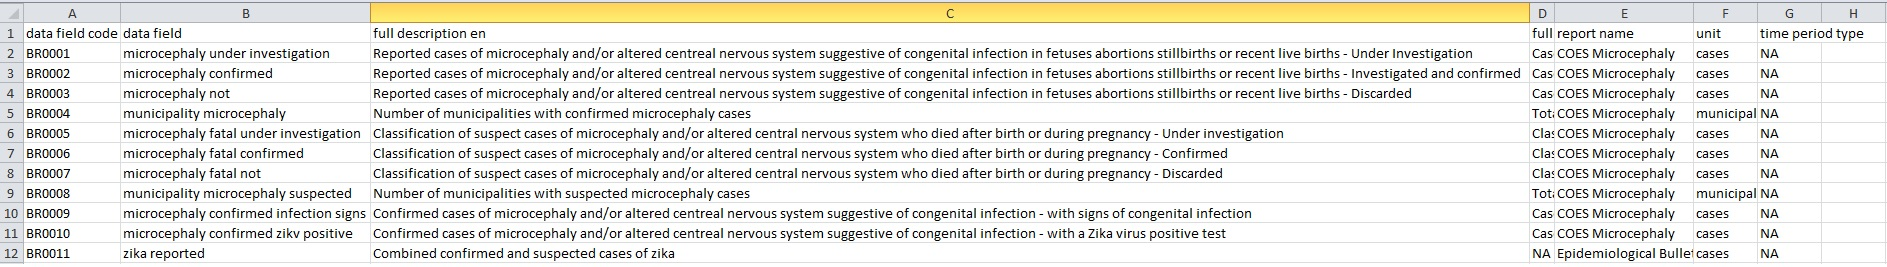 A B C D E F G H
1 data field code data field full description en full report name unit time period type
2 BR0001 microcephaly under investigation Reported cases of microcephaly and/or altered centreal nervous system suggestive of congenital infection in fetuses abortions stillbirths or recent live births - Under Investigation Cas COES Microcephaly cases NA
3 BR0002 microcephaly confirmed Reported cases of microcephaly and/or altered centreal nervous system suggestive of congenital infection in fetuses abortions stillbirths or recent live births - Investigated and confirmed Cas COES Microcephaly cases NA
4 BR0003 microcephaly not Reported cases of microcephaly and/or altered centreal nervous system suggestive of congenital infection in fetuses abortions stillbirths or recent live births - Discarded Cas COES Microcephaly cases NA
5 BR0004 municipality microcephaly Number of municipalities with confirmed microcephaly cases Tota COES Microcephaly municipal NA
6 BR0005 microcephaly fatal under investigation Classification of suspect cases of microcephaly and/or altered central nervous system who died after birth or during pregnancy - Under investigation Clas COES Microcephaly cases NA
7 BR0006 microcephaly fatal confirmed Classification of suspect cases of microcephaly and/or altered central nervous system who died after birth or during pregnancy - Confirmed Clas COES Microcephaly cases NA
8 BR0007 microcephaly fatal not Classification of suspect cases of microcephaly and/or altered central nervous system who died after birth or during pregnancy - Discarded Clas COES Microcephaly cases NA
9 BR0008 municipality microcephaly suspected Number of municipalities with suspected microcephaly cases Tota COES Microcephaly municipal NA
10 BR0009 microcephaly confirmed infection signs Confirmed cases of microcephaly and/or altered centreal nervous system suggestive of congenital infection - with signs of congenital infection Cas COES Microcephaly cases NA
11 BR0010 microcephaly confirmed zikv positive Confirmed cases of microcephaly and/or altered centreal nervous system suggestive of congenital infection - with a Zika virus positive test Cas COES Microcephaly cases NA
12 BR0011 zika reported Combined confirmed and suspected cases of zika NA Epidemiological Bullet cases NA